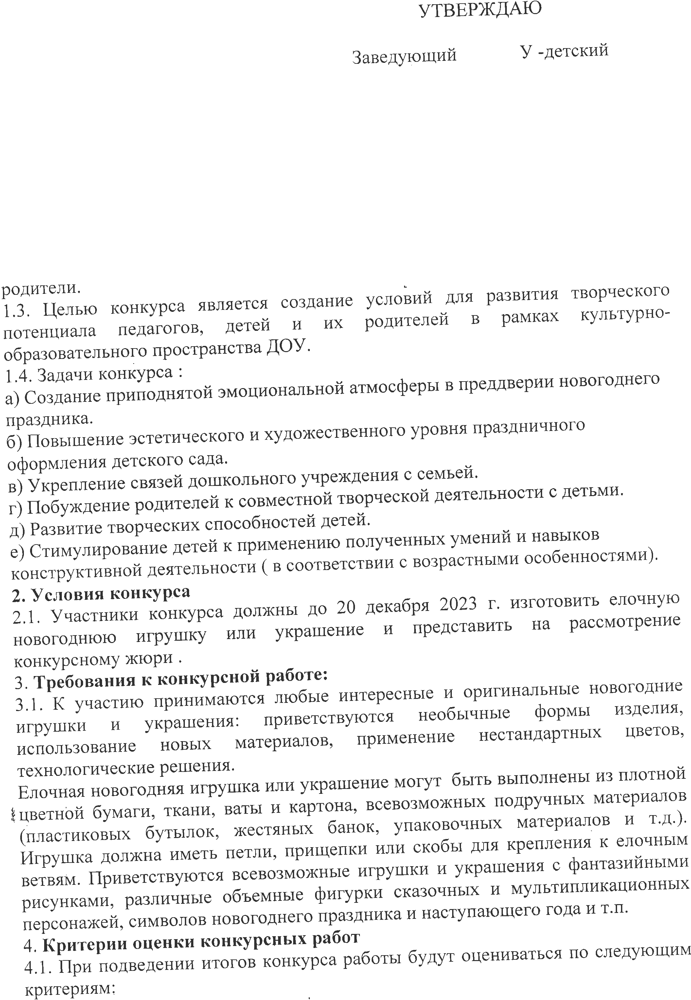 УТВЕРЖДАЮ
Заведующий У -детский
родители.
1.3. Целью конкурса является создание условий для развития творческого
потенциала педагогов, детей и их родителей в рамках культурно-
образовательного пространства ДОУ.
1.4. Задачи конкурса :
а) Создание приподнятой эмоциональной атмосферы в преддверии новогоднего
праздника.
б) Повышение эстетического и художественного уровня праздничного
оформления детского сада.
в) Укрепление связей дошкольного учреждения с семьей.
г) Побуждение родителей к совместной творческой деятельности с детьми.
д) Развитие творческих способностей детей.
е) Стимулирование детей к применению полученных умений и навыков
конструктивной деятельности ( в соответствии с возрастными особенностями).
2. Условия конкурса
2.1. Участники конкурса должны до 20 декабря 2023 г. изготовить елочную
новогоднюю игрушку или украшение и представить на рассмотрение
конкурсному жюри .
3. Требования к конкурсной работе:
3.1. К участию принимаются любые интересные и оригинальные новогодние
игрушки и украшения: приветствуются необычные формы изделия,
использование новых материалов, применение нестандартных цветов,
технологические решения.
Елочная новогодняя игрушка или украшение могут быть выполнены из плотной
цветной бумаги, ткани, ваты и картона, всевозможных подручных материалов
(пластиковых бутылок, жестяных банок, упаковочных материалов и т.д.).
Игрушка должна иметь петли, прищепки или скобы для крепления к елочным
ветвям. Приветствуются всевозможные игрушки и украшения с фантазийными
рисунками, различные объемные фигурки сказочных и мультипликационных
персонажей, символов новогоднего праздника и наступающего года и т.п.
4. Критерии оценки конкурсных работ
4.1. При подведении итогов конкурса работы будут оцениваться по следующим
критериям: